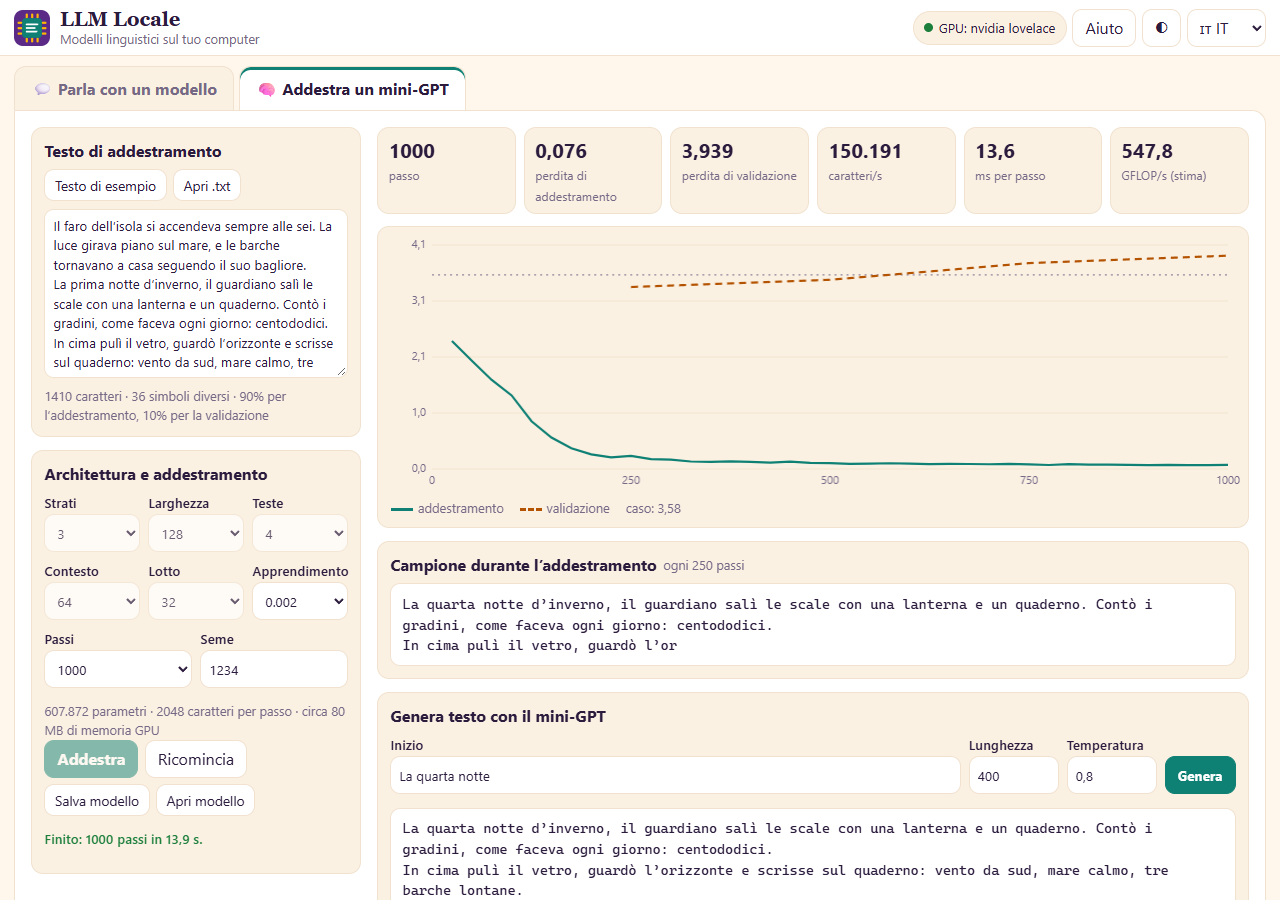 LLM Locale
Modelli linguistici sul tuo computer
GPU: nvidia lovelace
Aiuto
IT IT
Parla con un modello
Addestra un mini-GPT
Testo di addestramento
Testo di esempio
Apri .txt
Il faro dell'isola si accendeva sempre alle sei. La
luce girava piano sul mare, e le barche
tornavano a casa seguendo il suo bagliore.
La prima notte d'inverno, il guardiano salì le
scale con una lanterna e un quaderno. Contò i
gradini, come faceva ogni giorno: centododici.
In cima pulì il vetro, guardò l'orizzonte e scrisse
sul quaderno: vento da sud, mare calmo, tre
1410 caratteri · 36 simboli diversi · 90% per
l'addestramento, 10% per la validazione
Architettura e addestramento
Strati
Larghezza
Teste
3
128
4
Contesto
Lotto
Apprendimento
64
32
0.002
Passi
Seme
1000
1234
607.872 parametri · 2048 caratteri per passo · circa 80
MB di memoria GPU
Addestra
Ricomincia
Salva modello
Apri modello
Finito: 1000 passi in 13,9 s.
1000
passo
0,076
perdita di
addestramento
3,939
perdita di validazione
150.191
caratteri/s
13,6
ms per passo
547,8
GFLOP/s (stima)
4,1
3,1
2,1
1,0
0,0
0
250
500
750
1000
addestramento
validazione
caso: 3,58
Campione durante l'addestramento
ogni 250 passi
La quarta notte d'inverno, il guardiano salì le scale con una lanterna e un quaderno. Contò i
gradini, come faceva ogni giorno: centododici.
In cima pulì il vetro, guardò l'or
Genera testo con il mini-GPT
Inizio
Lunghezza
Temperatura
La quarta notte
400
0,8
Genera
La quarta notte d'inverno, il guardiano salì le scale con una lanterna e un quaderno. Contò i
gradini, come faceva ogni giorno: centododici.
In cima pulì il vetro, guardò l'orizzonte e scrisse sul quaderno: vento da sud, mare calmo, tre
barche lontane.